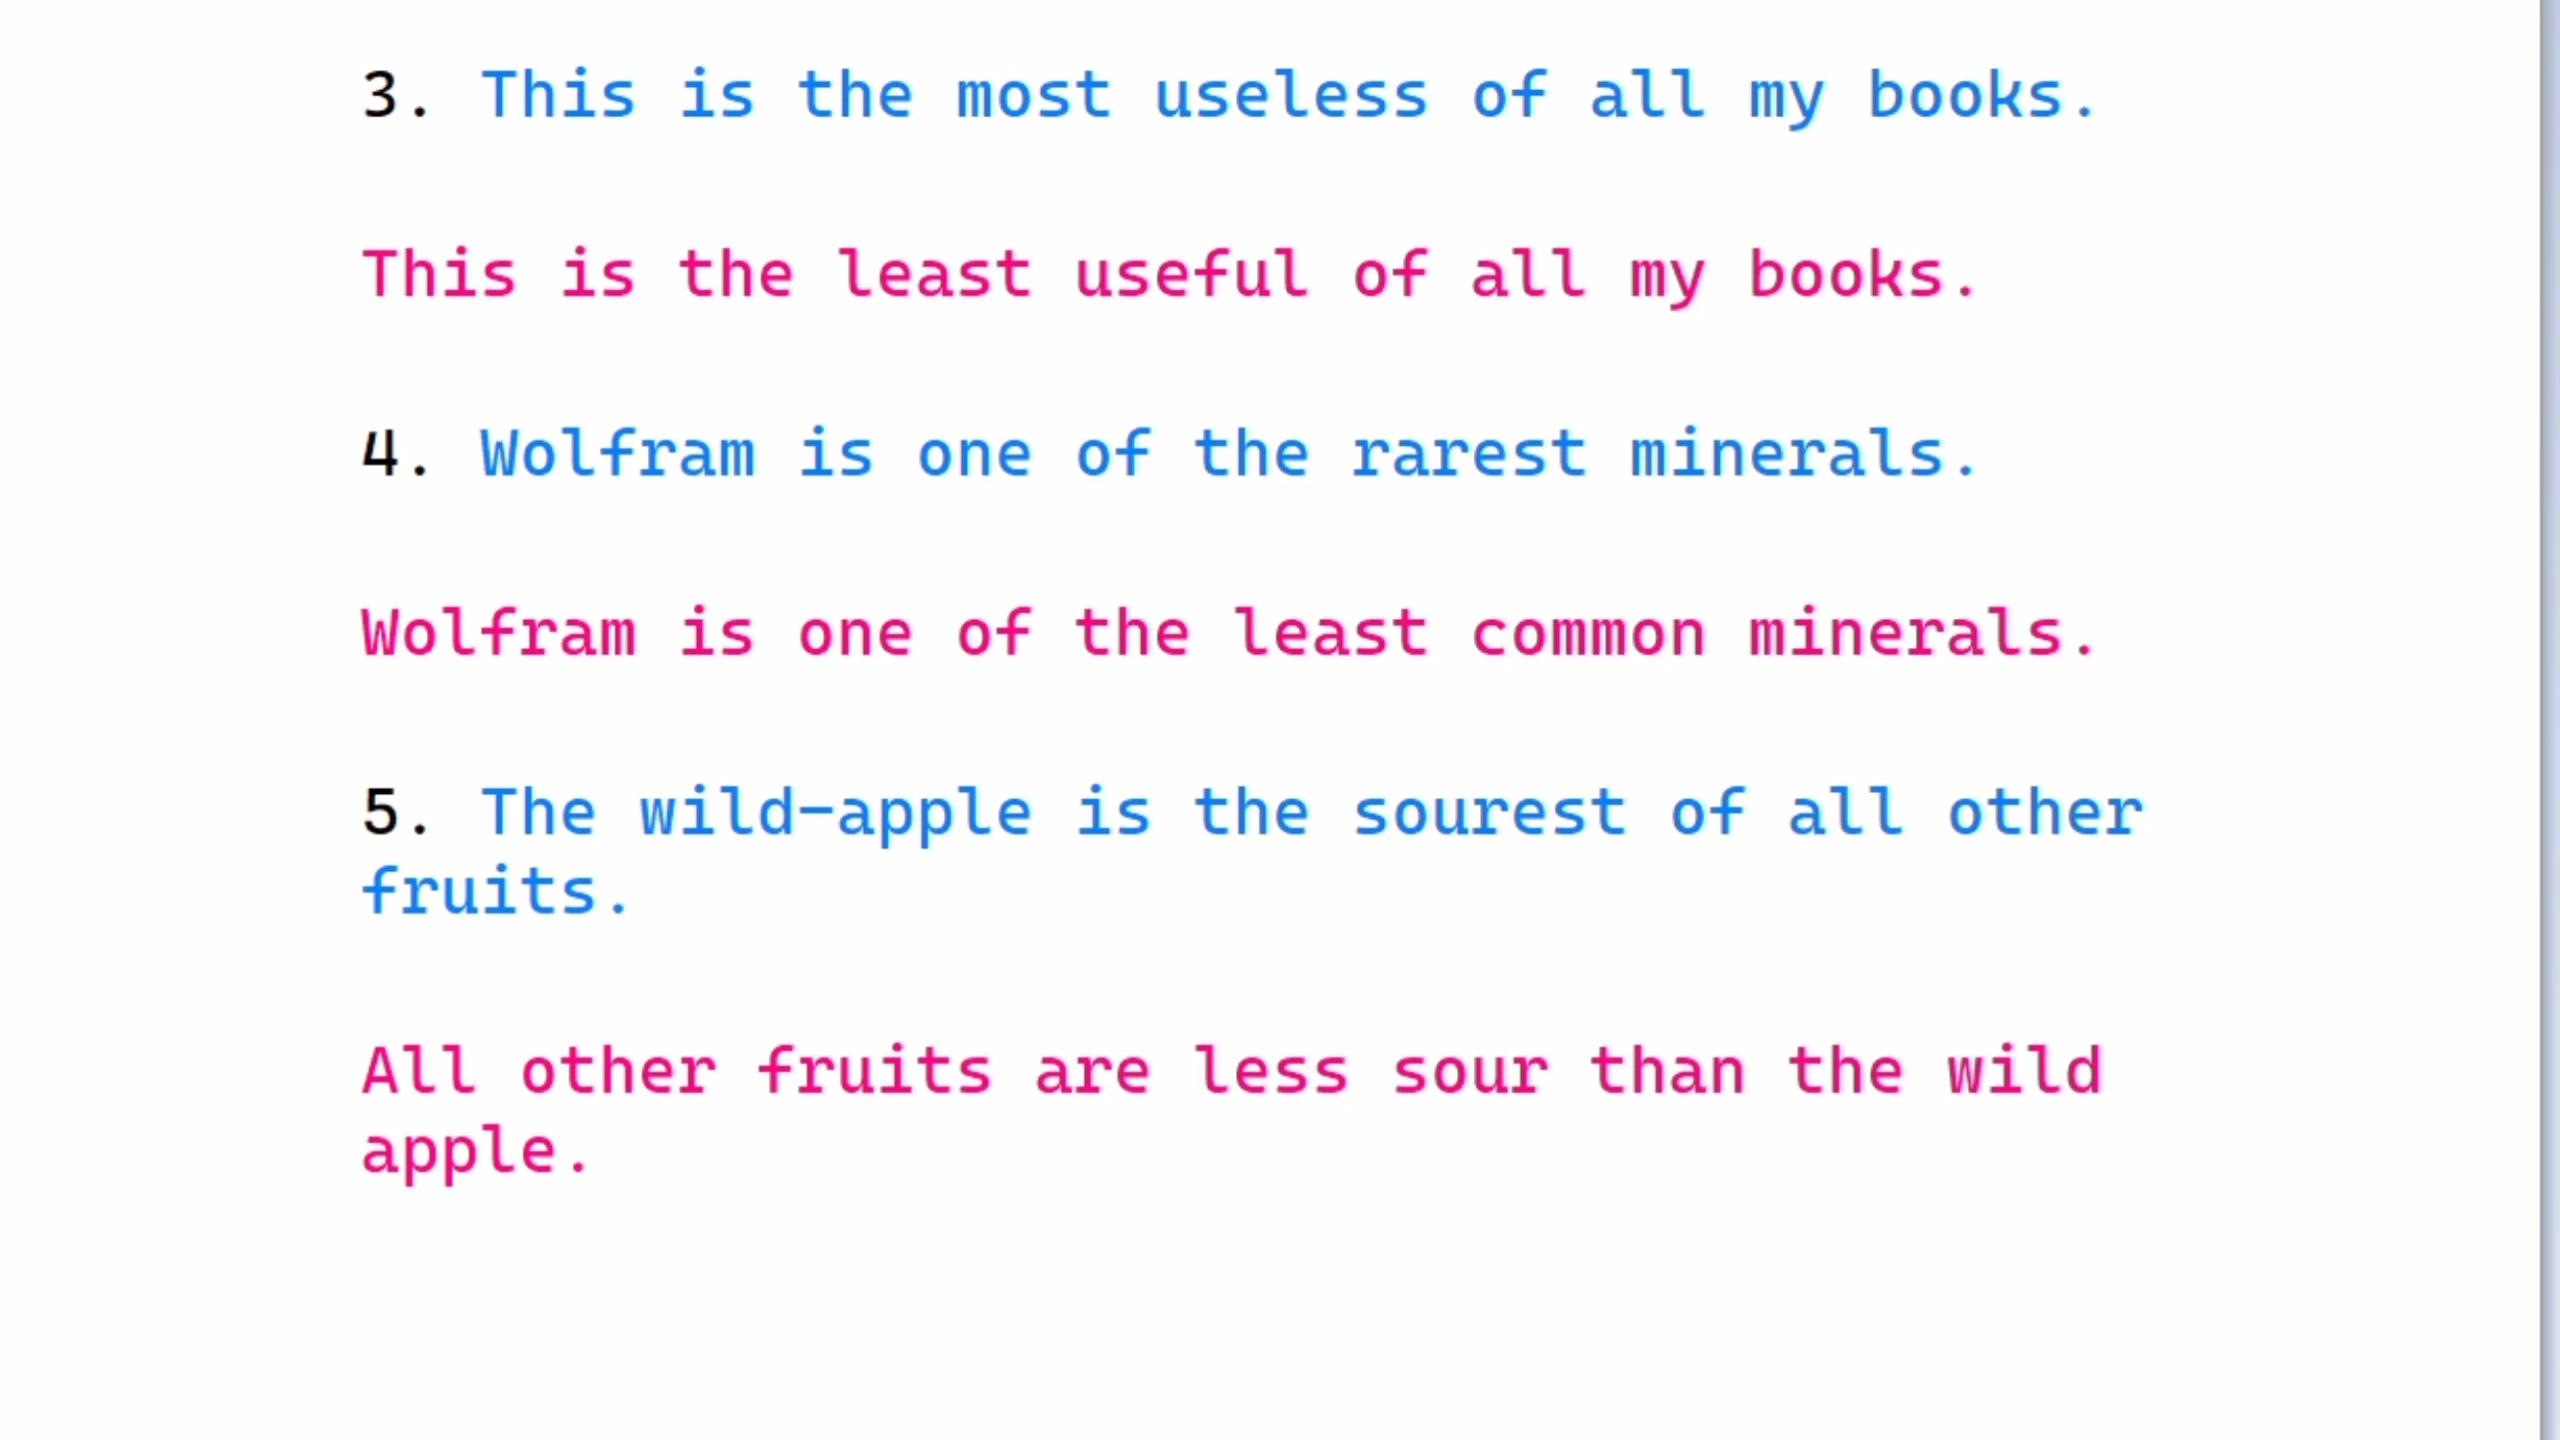 3. This is the most useless of all my books.
This is the least useful of all my books.
4. Wolfram is one of the rarest minerals.
Wolfram is one of the least common minerals.
5. The wild-apple is the sourest of all other
fruits.
All other fruits are less sour than the wild
apple.